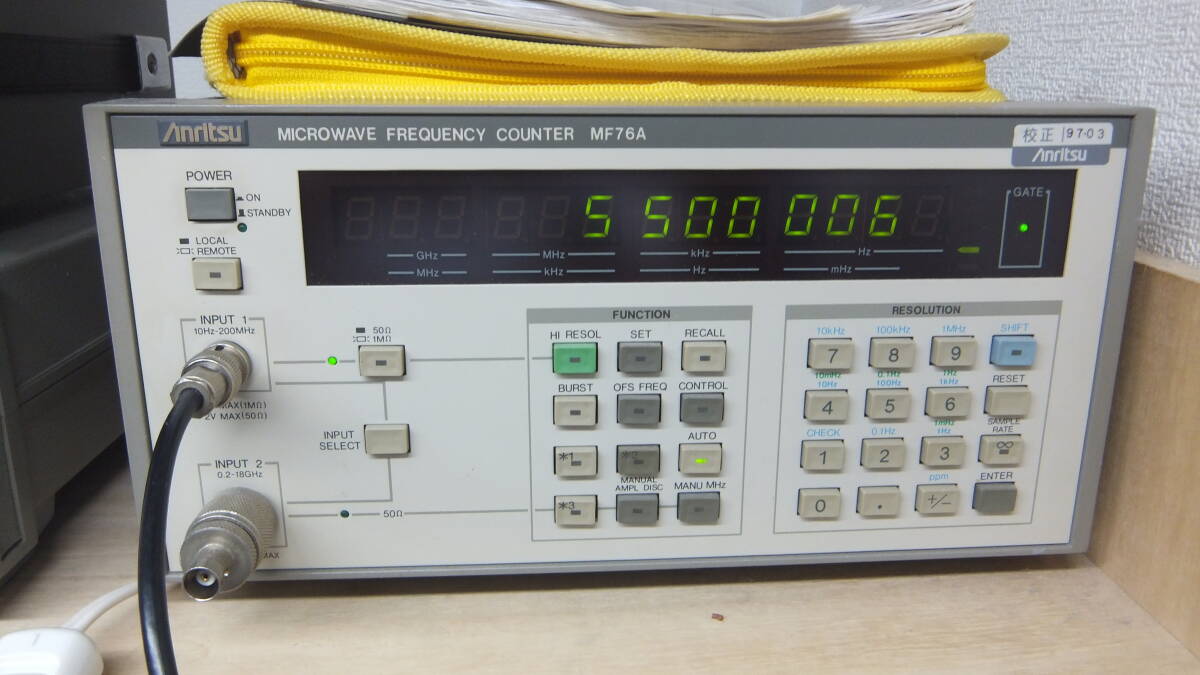 Anritsu MICROWAVE FREQUENCY COUNTER MF76A
校正 97-03
Anritsu
POWER
ON
STANDBY
LOCAL
REMOTE
5 500 006
GATE
GHz MHz kHz Hz
MHz kHz Hz mHz
INPUT 1
10Hz-200MHz
50Ω
1MΩ
MAX(1MΩ)
2V MAX(50Ω)
INPUT
SELECT
INPUT 2
0.2-18GHz
50Ω
MAX
FUNCTION
HI RESOL SET RECALL
BURST OFS FREQ CONTROL
AUTO
*1 *2
MANUAL
AMPL DISC MANU MHz
*3
RESOLUTION
10kHz 100kHz 1MHz SHIFT
7 8 9
10mHz 0.1Hz 1Hz
10Hz 100Hz 1kHz RESET
4 5 6
1mHz SAMPLE
CHECK 0.1Hz 1Hz RATE
1 2 3 ∞
ppm ENTER
0 . +/-